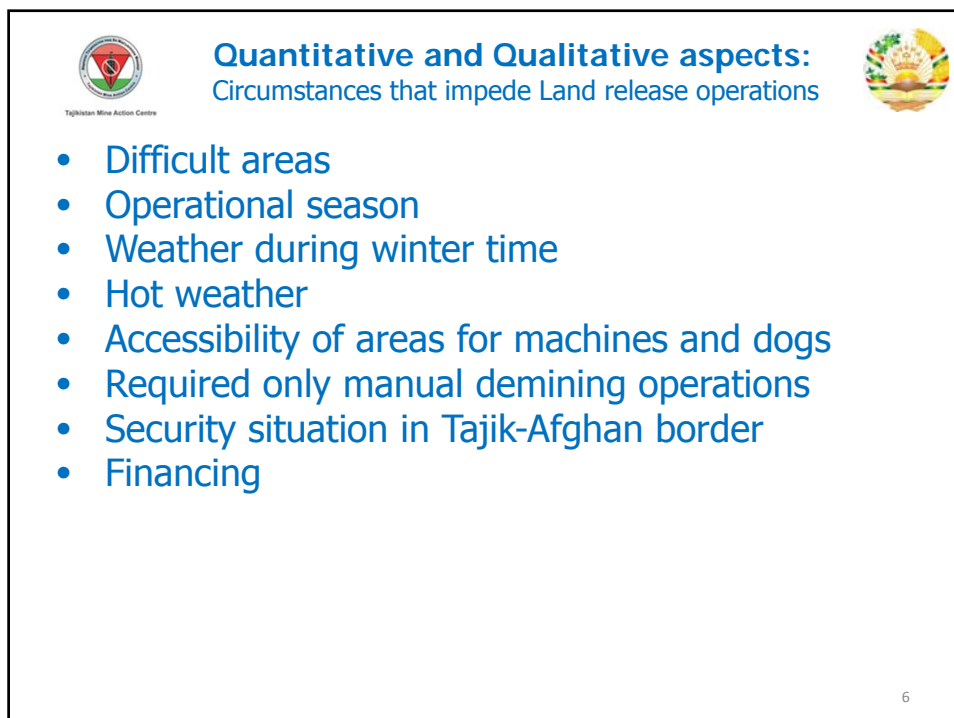 Quantitative and Qualitative aspects:
Circumstances that impede Land release operations
Tajikistan Mine Action Centre
• Difficult areas
• Operational season
• Weather during winter time
• Hot weather
• Accessibility of areas for machines and dogs
• Required only manual demining operations
• Security situation in Tajik-Afghan border
• Financing
6